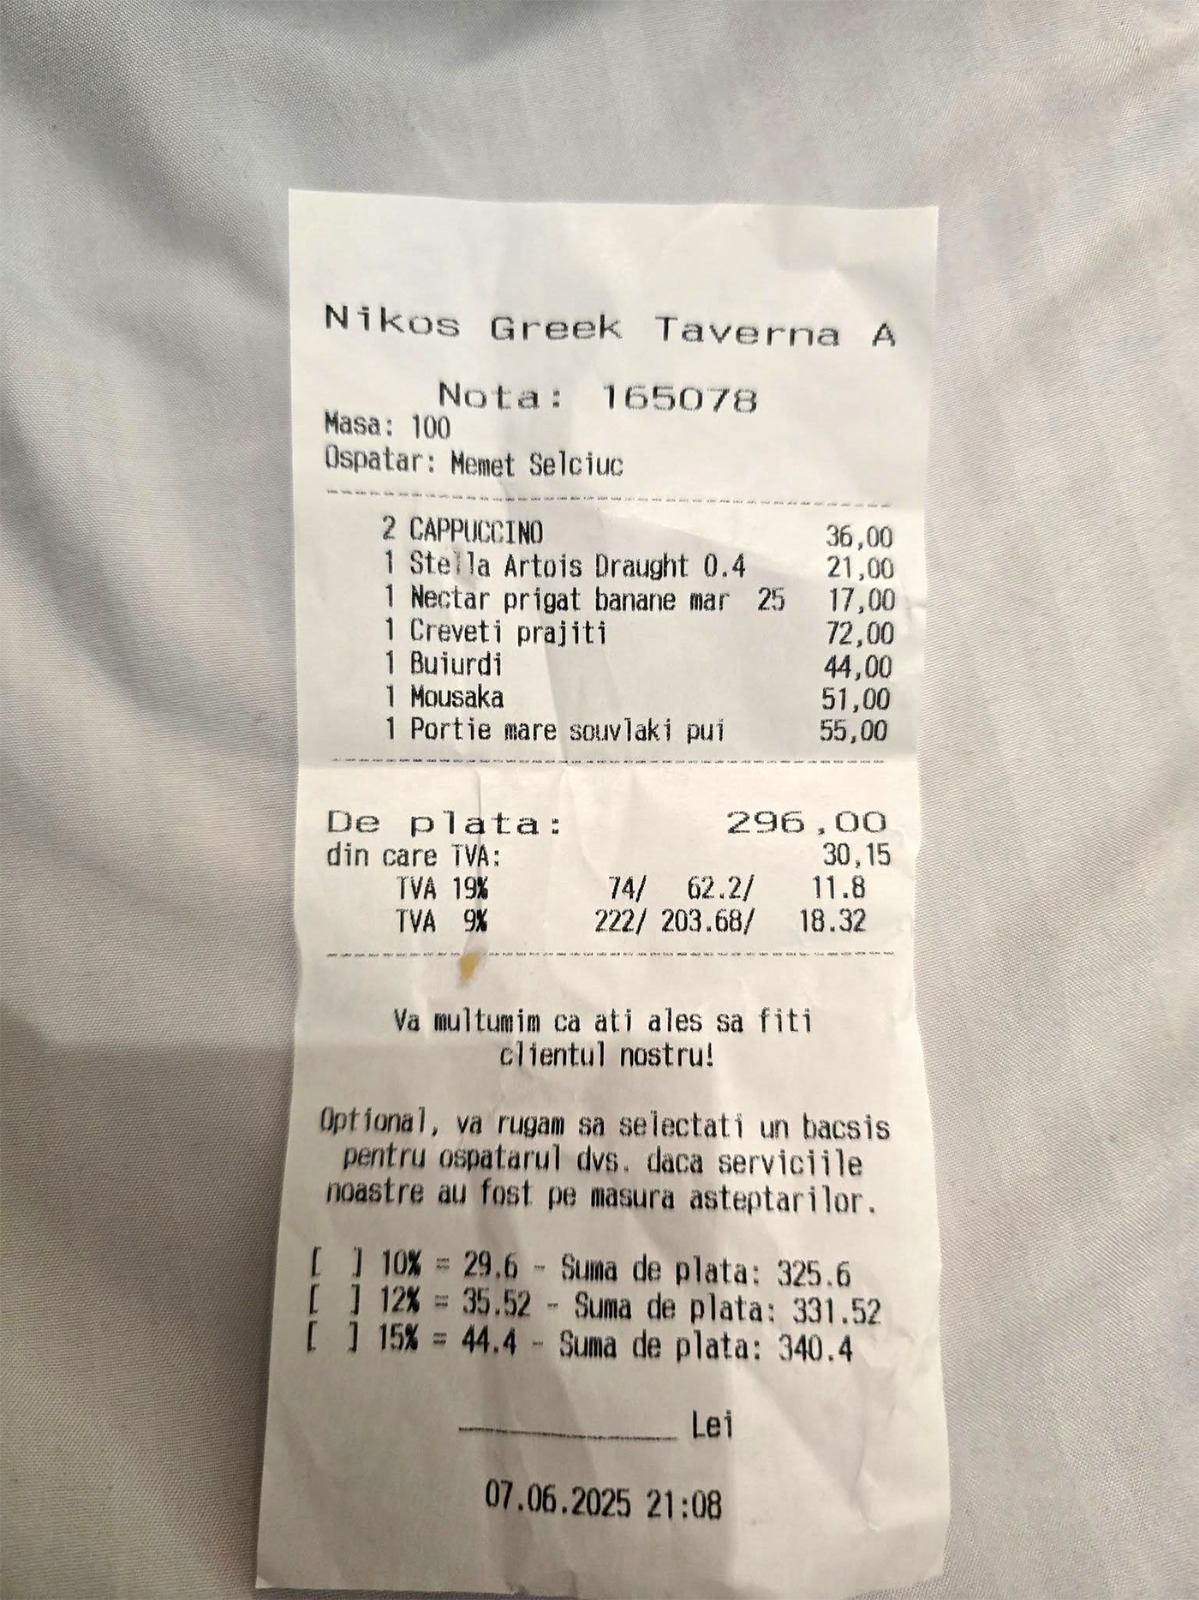 Nikos Greek Taverna A
Nota: 165078
Masa: 100
Ospatar: Memet Selciuc
2 CAPPUCCINO 36,00
1 Stella Artois Draught 0.4 21,00
1 Nectar prigat banane mar 25 17,00
1 Creveti prajiti 72,00
1 Buiurdi 44,00
1 Mousaka 51,00
1 Portie mare souvlaki pui 55,00
De plata: 296,00
din care TVA: 30,15
TVA 19% 74/ 62.2/ 11.8
TVA 9% 222/ 203.68/ 18.32
Va multumim ca ati ales sa fiti
clientul nostru!
Optional, va rugam sa selectati un bacsis
pentru ospatarul dvs. daca serviciile
noastre au fost pe masura asteptarilor.
[ ] 10% = 29.6 - Suma de plata: 325.6
[ ] 12% = 35.52 - Suma de plata: 331.52
[ ] 15% = 44.4 - Suma de plata: 340.4
________________ Lei
07.06.2025 21:08